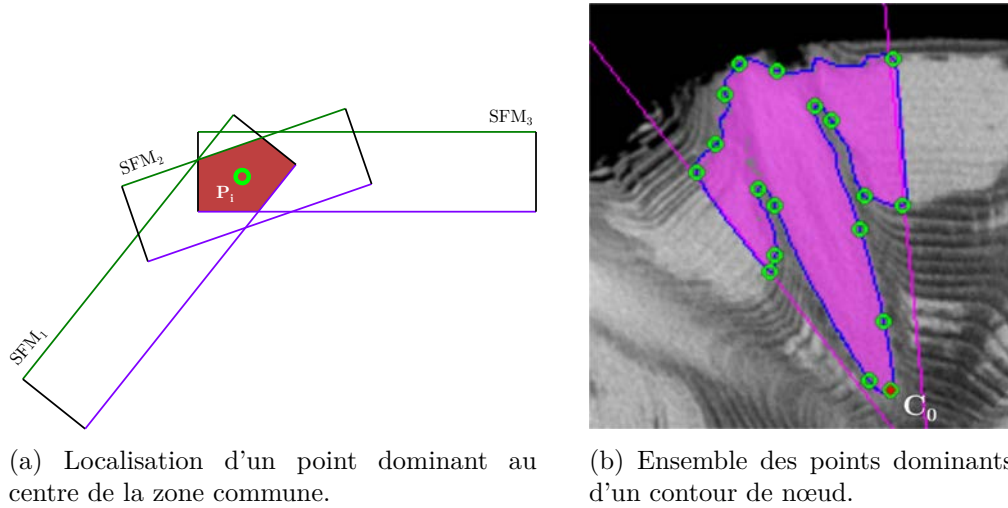 SFM₃
SFM₂
Pᵢ
SFM₁
C₀
(a) Localisation d'un point dominant au
centre de la zone commune.
(b) Ensemble des points dominants
d'un contour de nœud.